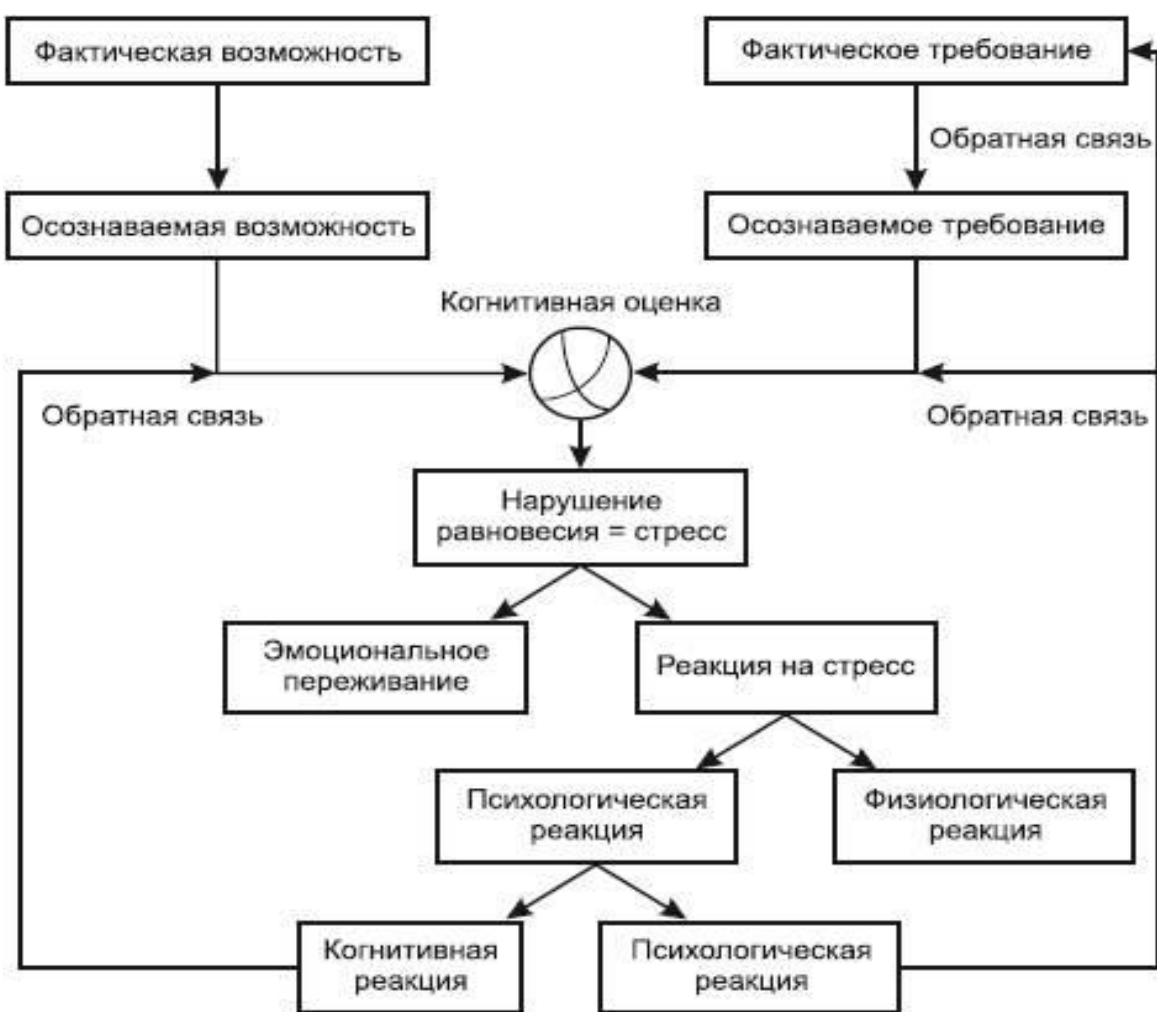 Фактическая возможность
Фактическое требование
Обратная связь
Осознаваемая возможность
Осознаваемое требование
Когнитивная оценка
Обратная связь
Обратная связь
Нарушение
равновесия = стресс
Эмоциональное
переживание
Реакция на стресс
Психологическая
реакция
Физиологическая
реакция
Когнитивная
реакция
Психологическая
реакция